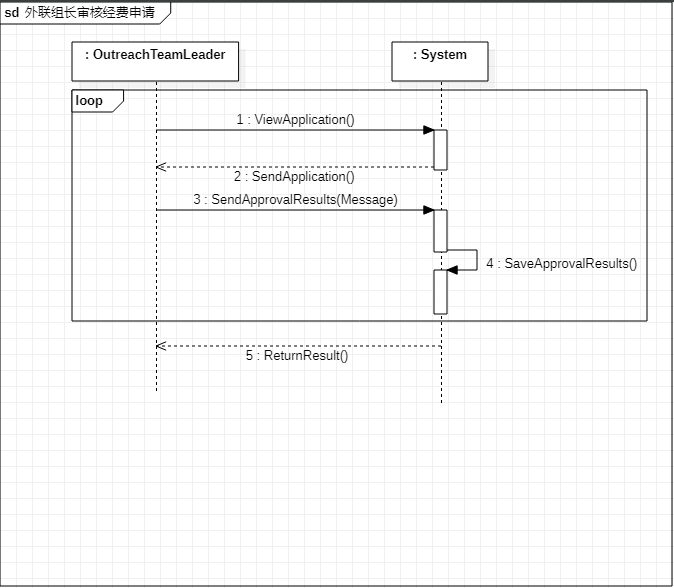 sd 外联组长审核经费申请
: OutreachTeamLeader
: System
loop
1 : ViewApplication()
2 : SendApplication()
3 : SendApprovalResults(Message)
4 : SaveApprovalResults()
5 : ReturnResult()